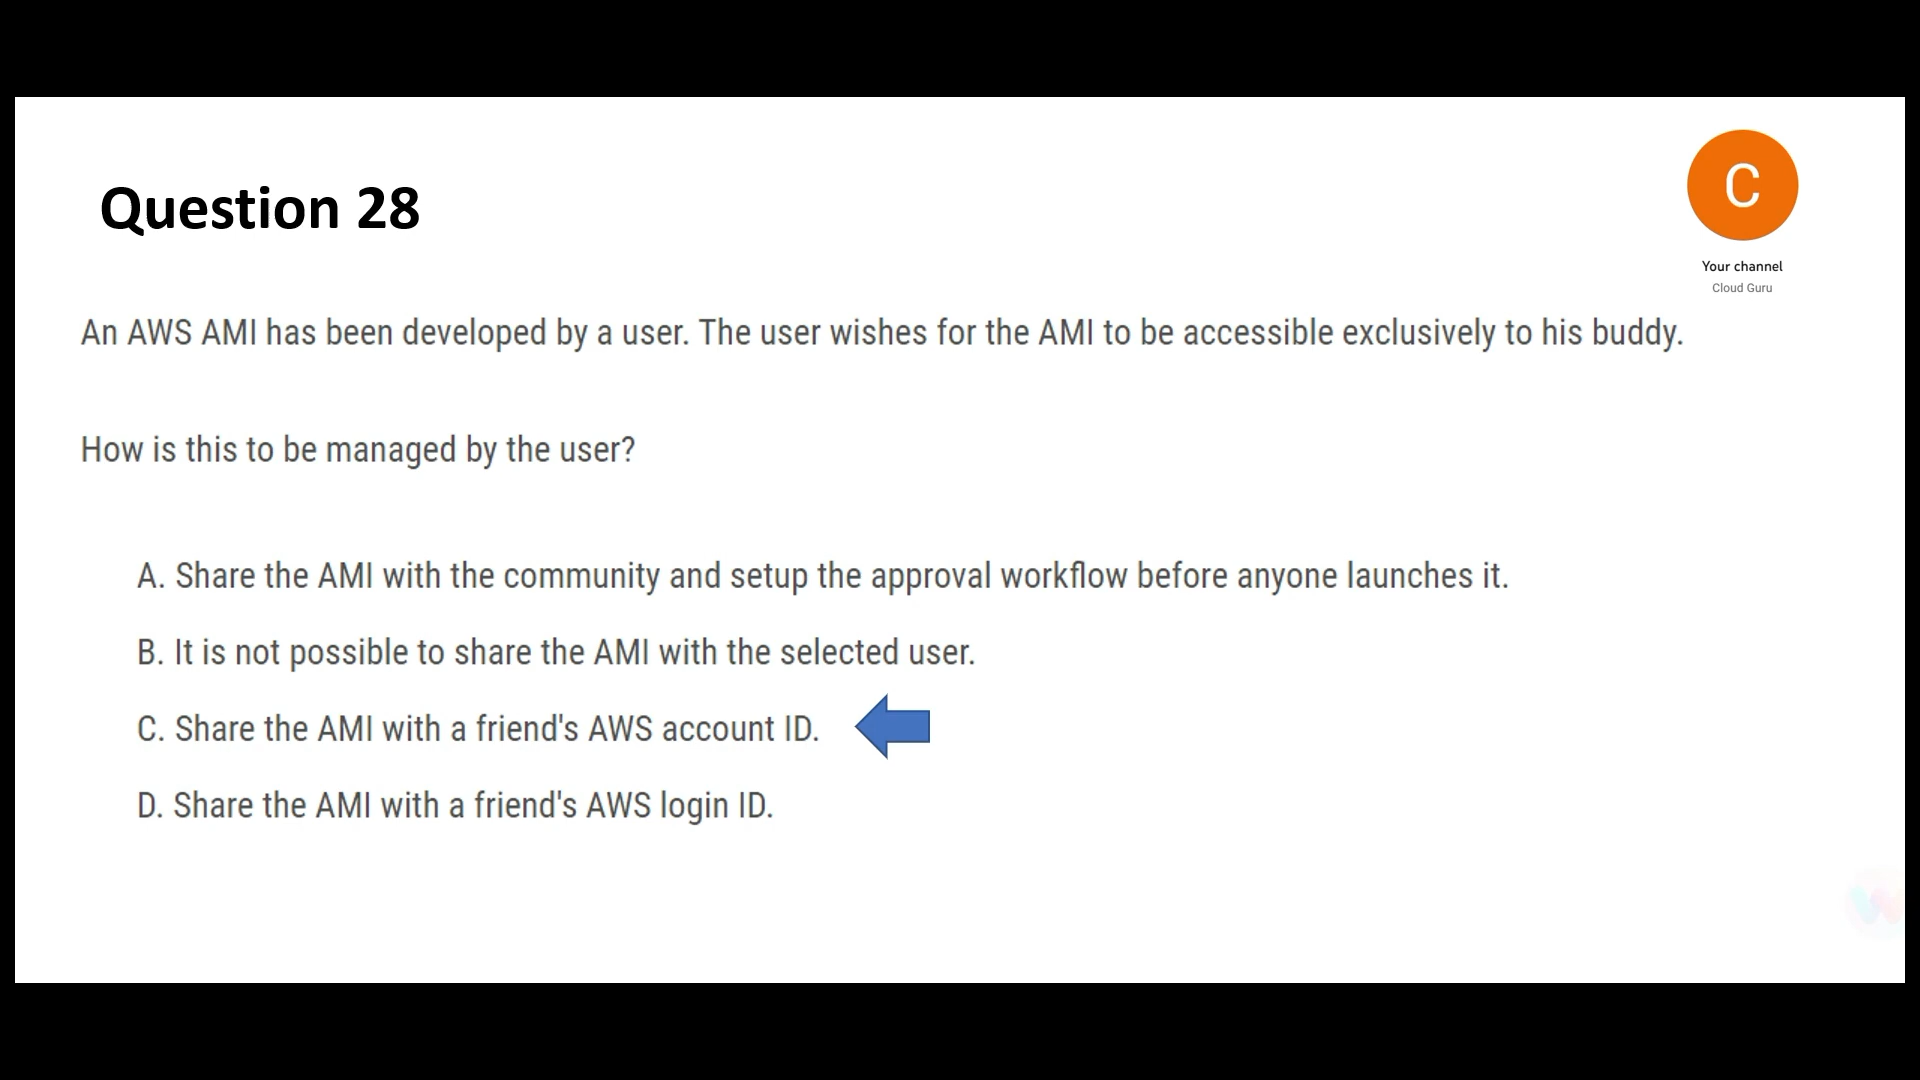 Question 28
C
Your channel
Cloud Guru
An AWS AMI has been developed by a user. The user wishes for the AMI to be accessible exclusively to his buddy.
How is this to be managed by the user?
A. Share the AMI with the community and setup the approval workflow before anyone launches it.
B. It is not possible to share the AMI with the selected user.
C. Share the AMI with a friend's AWS account ID.
D. Share the AMI with a friend's AWS login ID.
W